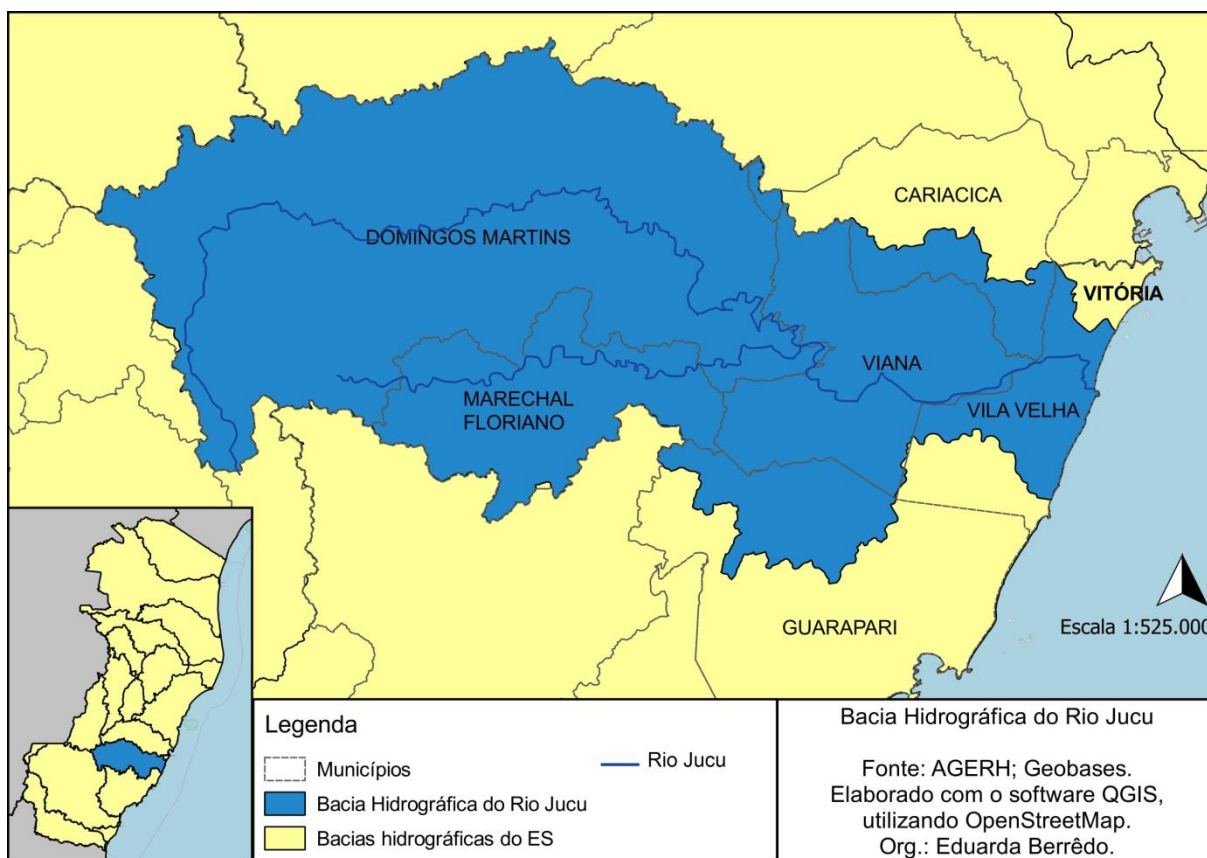 CARIACICA
DOMINGOS MARTINS
VITÓRIA
VIANA
MARECHAL
FLORIANO
VILA VELHA
GUARAPARI
Escala 1:525.000
Legenda
Municípios
Rio Jucu
Bacia Hidrográfica do Rio Jucu
Bacias hidrográficas do ES
Bacia Hidrográfica do Rio Jucu
Fonte: AGERH; Geobases.
Elaborado com o software QGIS,
utilizando OpenStreetMap.
Org.: Eduarda Berrêdo.